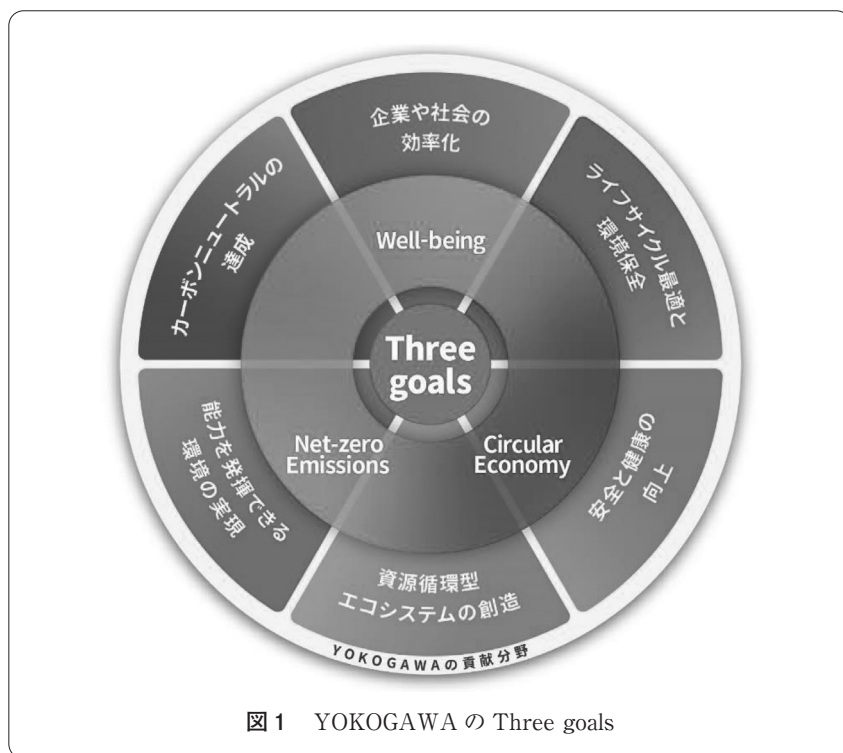 企業や社会の
効率化
ライフサイクル最適と
環境保全
安全と健康の
向上
資源循環型
エコシステムの創造
能力を発揮できる
環境の実現
カーボンニュートラルの
達成
Well-being
Circular
Economy
Net-zero
Emissions
Three
goals
YOKOGAWAの貢献分野
図1 YOKOGAWA の Three goals